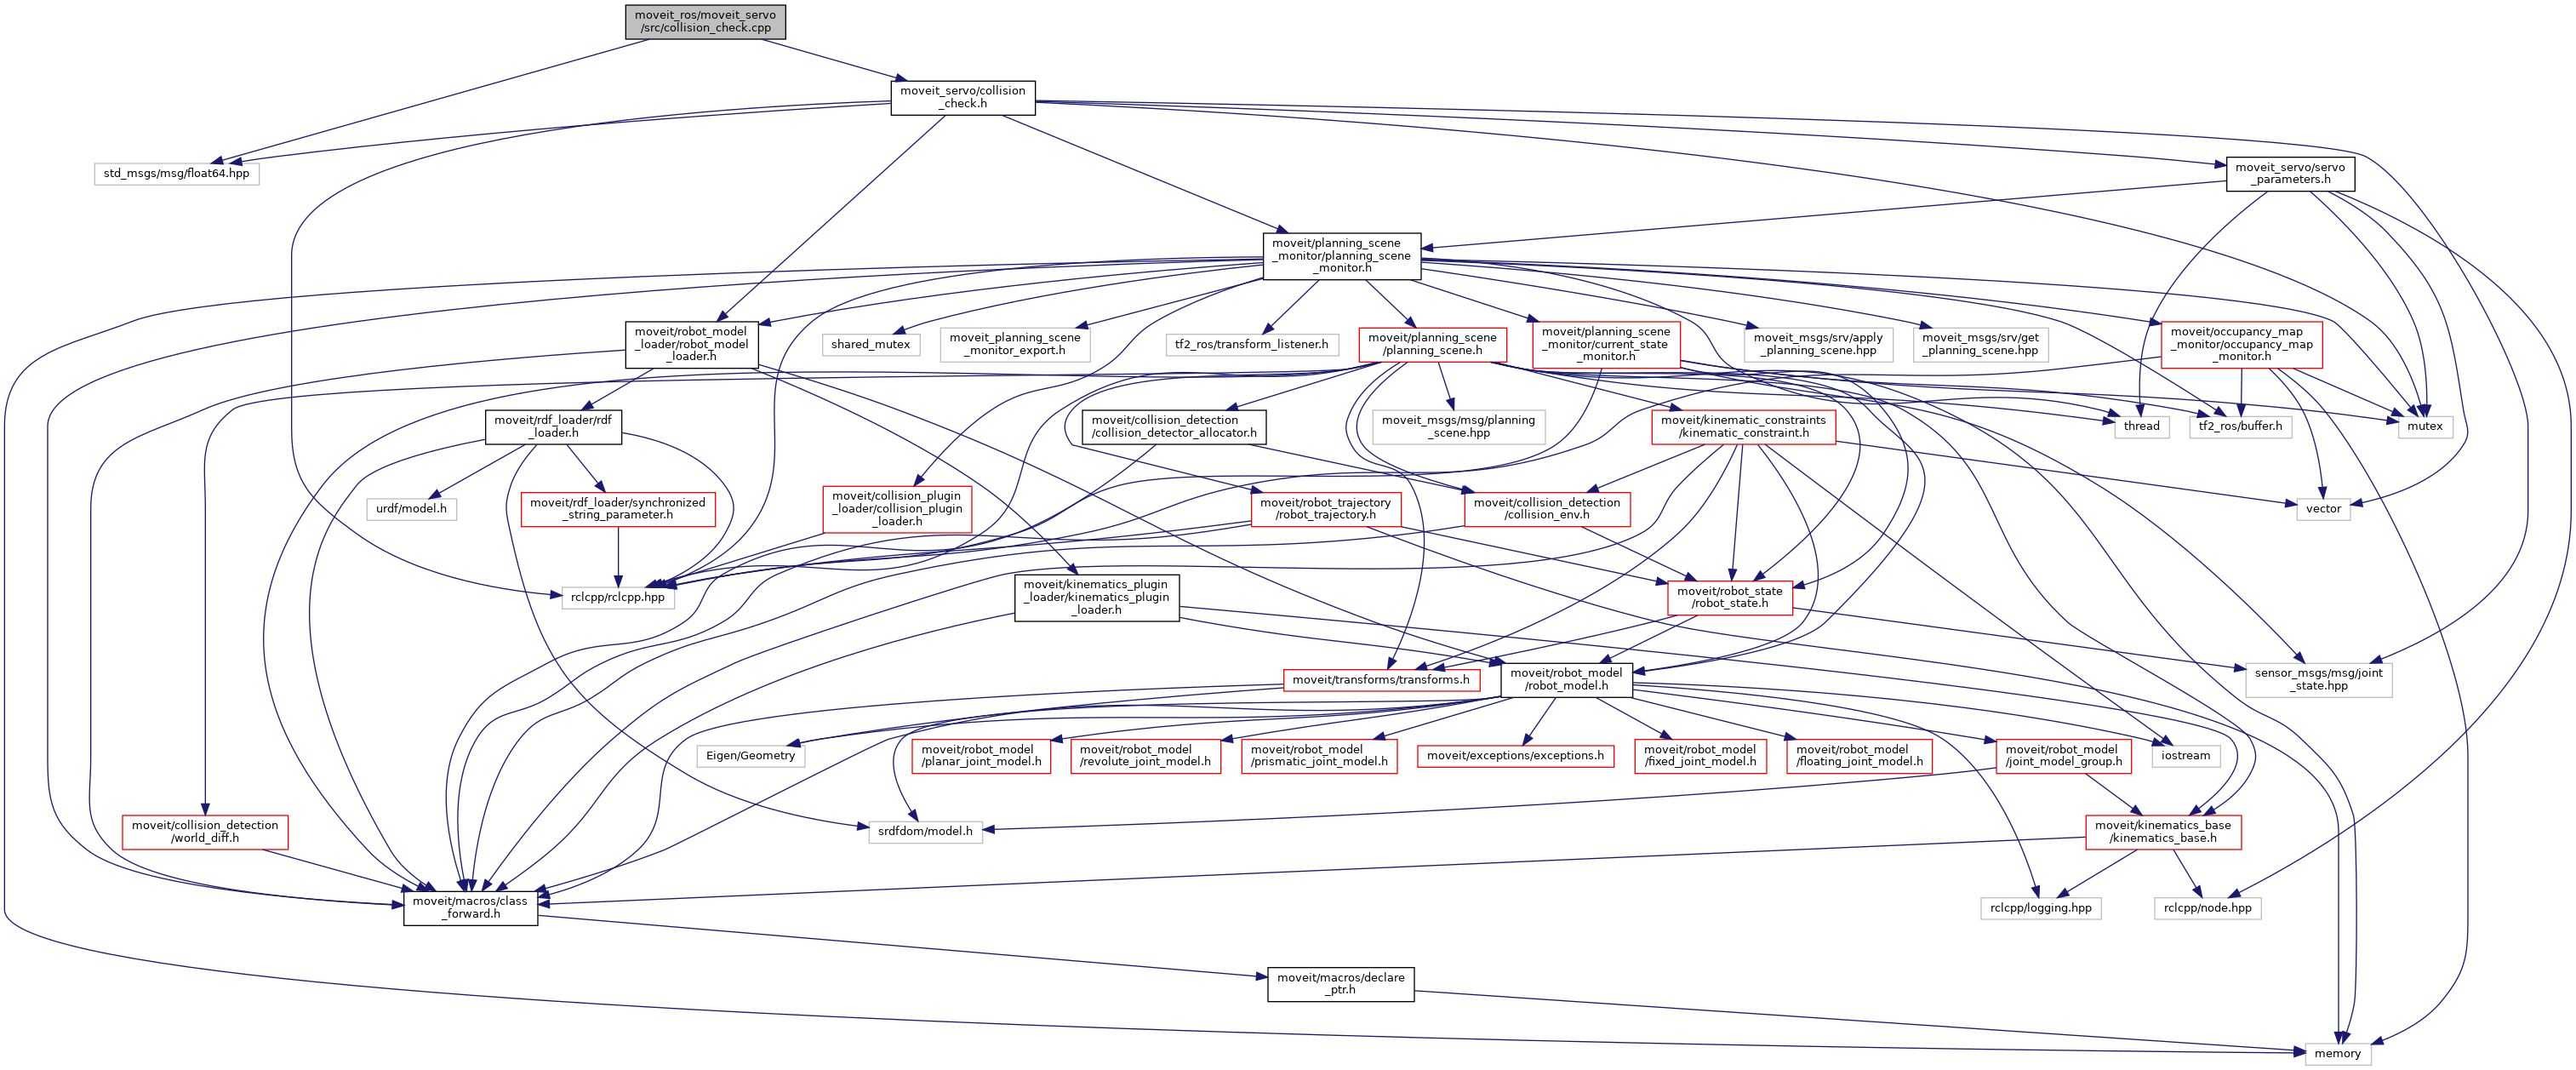 moveit_ros/moveit_servo
/src/collision_check.cpp
moveit_servo/collision
_check.h
std_msgs/msg/float64.hpp
moveit_servo/servo
_parameters.h
moveit/planning_scene
_monitor/planning_scene
_monitor.h
moveit/robot_model
_loader/robot_model
_loader.h
shared_mutex
moveit_planning_scene
_monitor_export.h
tf2_ros/transform_listener.h
moveit/planning_scene
/planning_scene.h
moveit/planning_scene
_monitor/current_state
_monitor.h
moveit_msgs/srv/apply
_planning_scene.hpp
moveit_msgs/srv/get
_planning_scene.hpp
moveit/occupancy_map
_monitor/occupancy_map
_monitor.h
moveit/rdf_loader/rdf
_loader.h
moveit/collision_detection
/collision_detector_allocator.h
moveit_msgs/msg/planning
_scene.hpp
moveit/kinematic_constraints
/kinematic_constraint.h
thread
tf2_ros/buffer.h
mutex
urdf/model.h
moveit/rdf_loader/synchronized
_string_parameter.h
moveit/collision_plugin
_loader/collision_plugin
_loader.h
moveit/robot_trajectory
/robot_trajectory.h
moveit/collision_detection
/collision_env.h
vector
rclcpp/rclcpp.hpp
moveit/kinematics_plugin
_loader/kinematics_plugin
_loader.h
moveit/robot_state
/robot_state.h
moveit/transforms/transforms.h
moveit/robot_model
/robot_model.h
sensor_msgs/msg/joint
_state.hpp
Eigen/Geometry
moveit/robot_model
/planar_joint_model.h
moveit/robot_model
/revolute_joint_model.h
moveit/robot_model
/prismatic_joint_model.h
moveit/exceptions/exceptions.h
moveit/robot_model
/fixed_joint_model.h
moveit/robot_model
/floating_joint_model.h
moveit/robot_model
/joint_model_group.h
iostream
moveit/collision_detection
/world_diff.h
srdfdom/model.h
moveit/kinematics_base
/kinematics_base.h
moveit/macros/class
_forward.h
rclcpp/logging.hpp
rclcpp/node.hpp
moveit/macros/declare
_ptr.h
memory